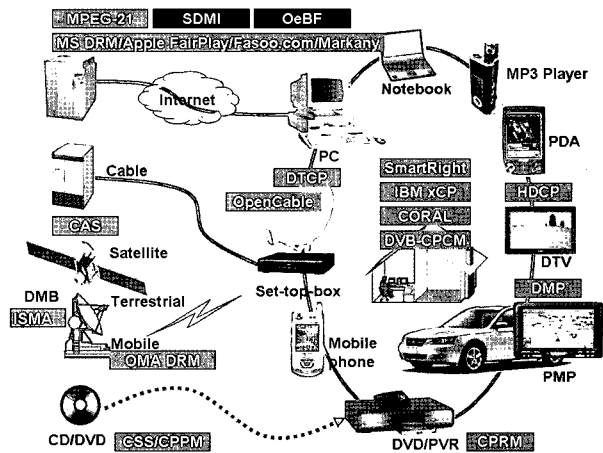 MPEG-21 SDMI OeBF
MS DRM/Apple FairPlay/Fasoo.com/Markany
Internet
Notebook
MP3 Player
PC
PDA
Cable
DTCP
SmartRight
OpenCable
IBM xCP
HDCP
CAS
CORAL
DVB-CPCM
Satellite
DTV
Set-top-box
DMB
Terrestrial
DMP
ISMA
Mobile
Mobile
phone
OMA DRM
PMP
CD/DVD
CSS/CPPM
DVD/PVR
CPRM